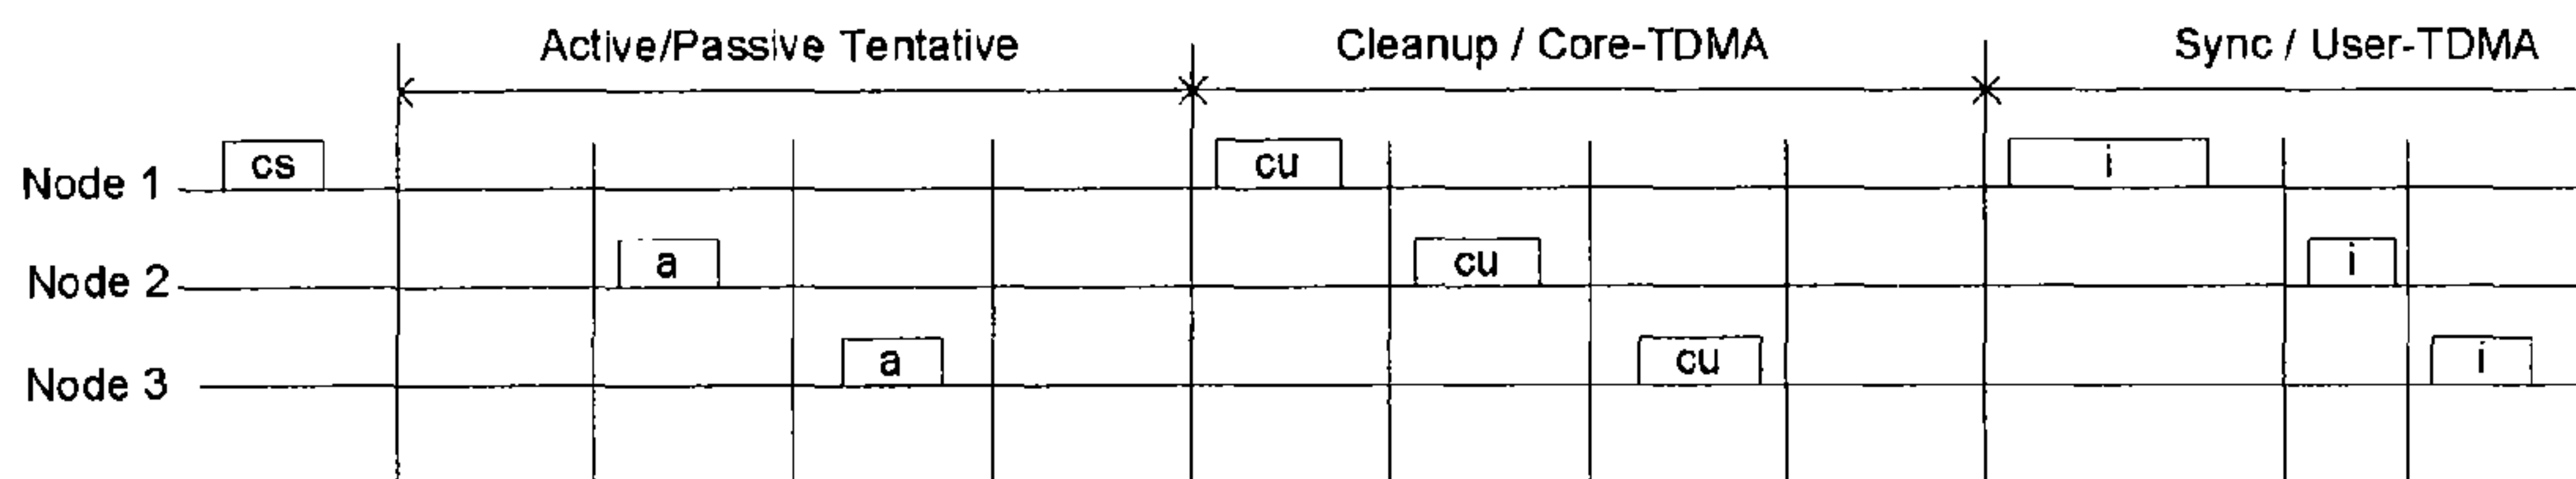 Active/Passive Tentative Cleanup / Core-TDMA Sync / User-TDMA
Node 1 cs cu i
Node 2 a cu i
Node 3 a cu i